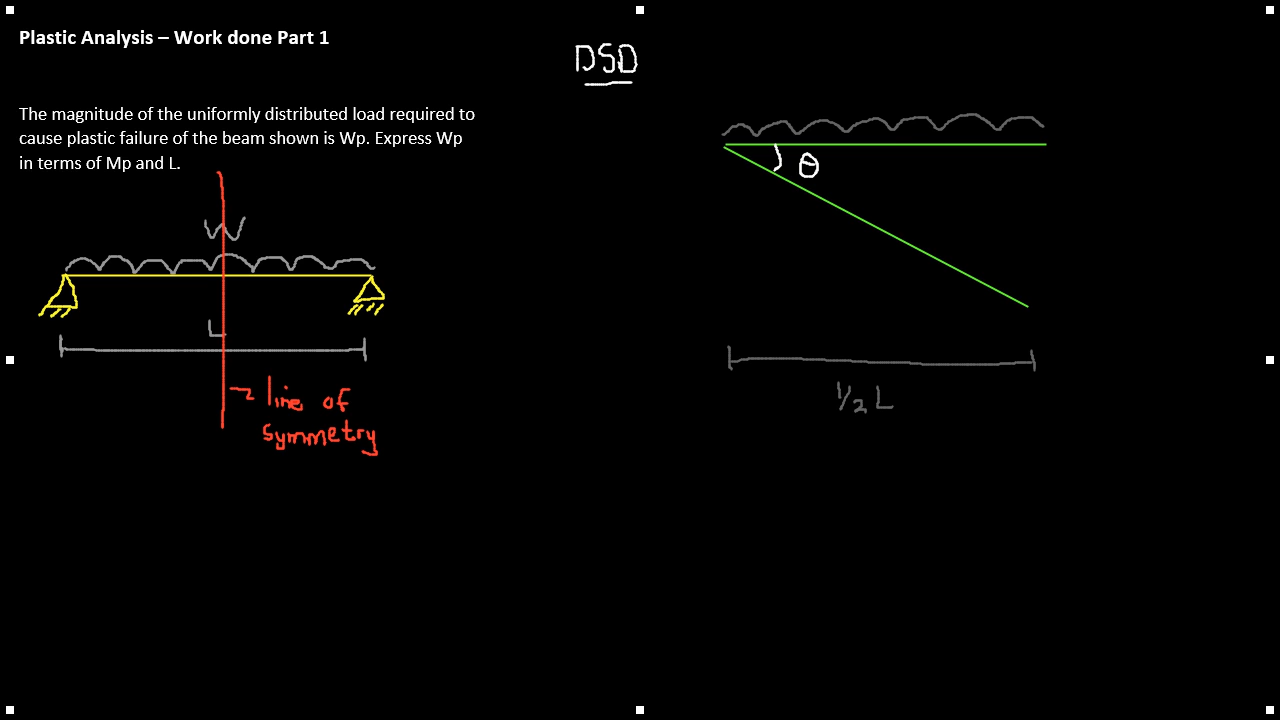 Plastic Analysis – Work done Part 1
DSD
The magnitude of the uniformly distributed load required to
cause plastic failure of the beam shown is Wp. Express Wp
in terms of Mp and L.
W
L
line of
symmetry
θ
1/2 L